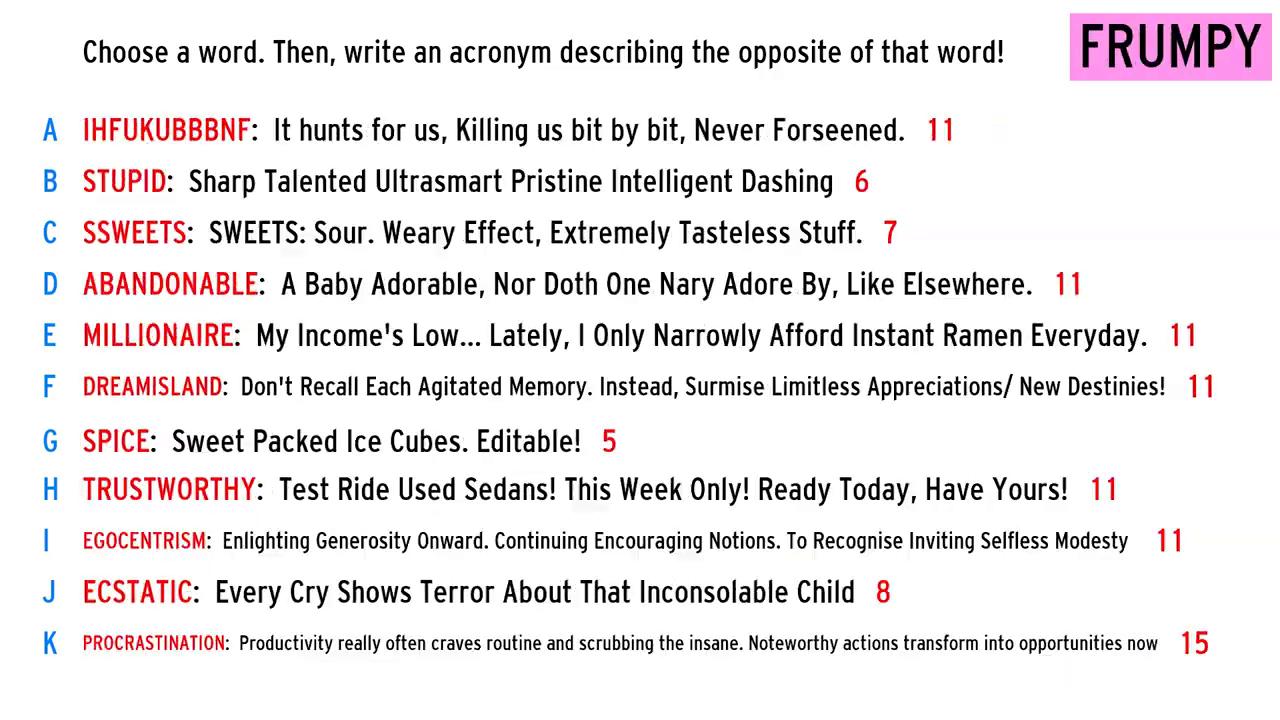 Choose a word. Then, write an acronym describing the opposite of that word!
FRUMPY
A IHFUKUBBBNF: It hunts for us, Killing us bit by bit, Never Forseened. 11
B STUPID: Sharp Talented Ultrasmart Pristine Intelligent Dashing 6
C SSWEETS: SWEETS: Sour. Weary Effect, Extremely Tasteless Stuff. 7
D ABANDONABLE: A Baby Adorable, Nor Doth One Nary Adore By, Like Elsewhere. 11
E MILLIONAIRE: My Income's Low... Lately, I Only Narrowly Afford Instant Ramen Everyday. 11
F DREAMISLAND: Don't Recall Each Agitated Memory. Instead, Surmise Limitless Appreciations/ New Destinies! 11
G SPICE: Sweet Packed Ice Cubes. Editable! 5
H TRUSTWORTHY: Test Ride Used Sedans! This Week Only! Ready Today, Have Yours! 11
I EGOCENTRISM: Enlighting Generosity Onward. Continuing Encouraging Notions. To Recognise Inviting Selfless Modesty 11
J ECSTATIC: Every Cry Shows Terror About That Inconsolable Child 8
K PROCRASTINATION: Productivity really often craves routine and scrubbing the insane. Noteworthy actions transform into opportunities now 15